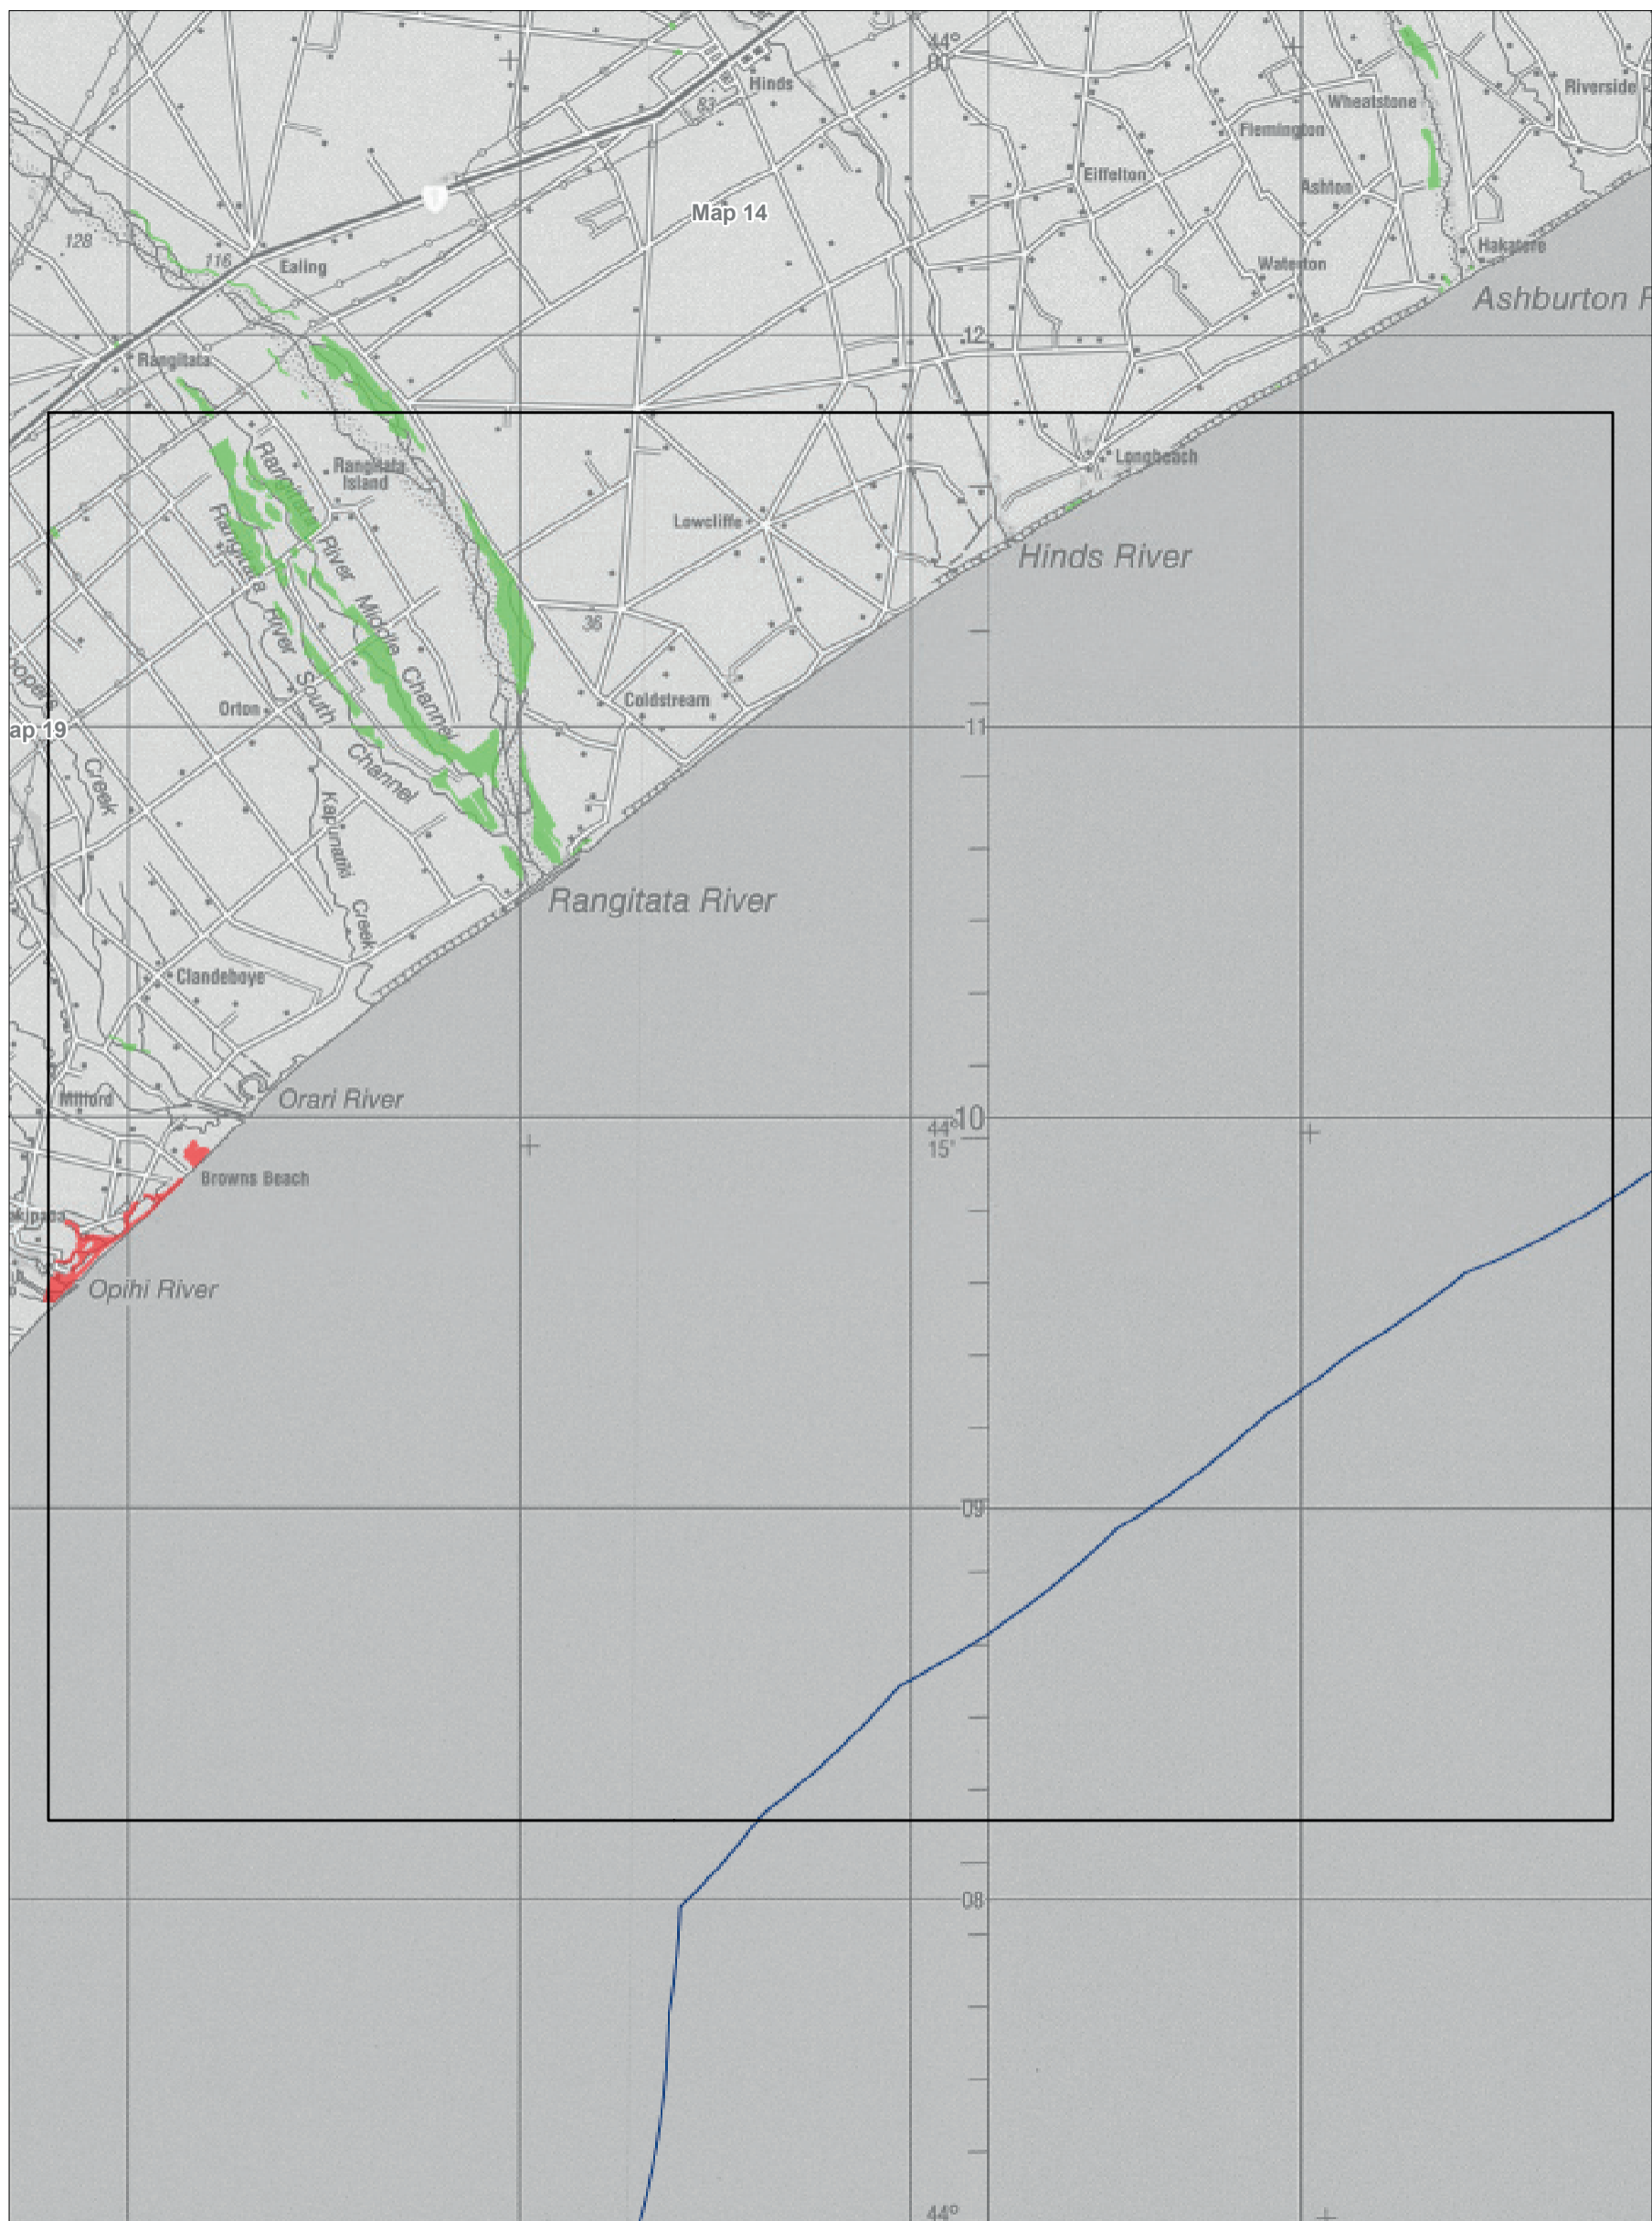 44°
00'
Hinds
83
Wheatstone
Riverside
Flemington
Eiffelton
Ashton
Map 14
128
116
Ealing
Hakatere
Waterton
Ashburton R
12
Rangitata
Longbeach
Rangitata
Island
Rangitata River Middle Channel
Lowcliffe
Hinds River
Rangitata River South Channel
36
Coldstream
Orton
ap 19
11
Creek
Kapunatiki Creek
Rangitata River
Clandeboye
Milford
Orari River
10
44°
15'
Browns Beach
Opihi River
09
08
44°